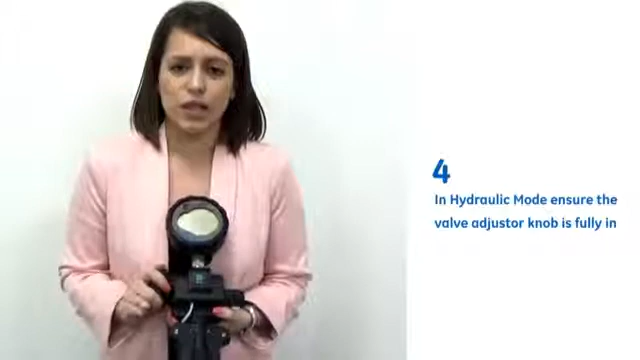 4
In Hydraulic Mode ensure the
valve adjustor knob is fully in